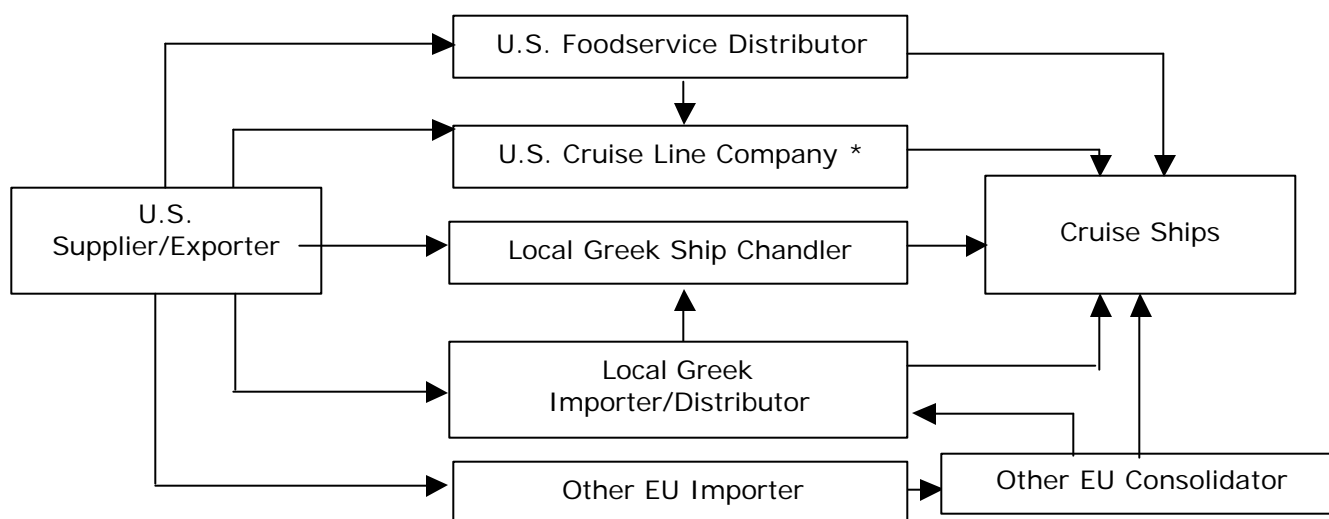 U.S. Foodservice Distributor
U.S. Cruise Line Company *
U.S.
Supplier/Exporter
Local Greek Ship Chandler
Cruise Ships
Local Greek
Importer/Distributor
Other EU Importer
Other EU Consolidator